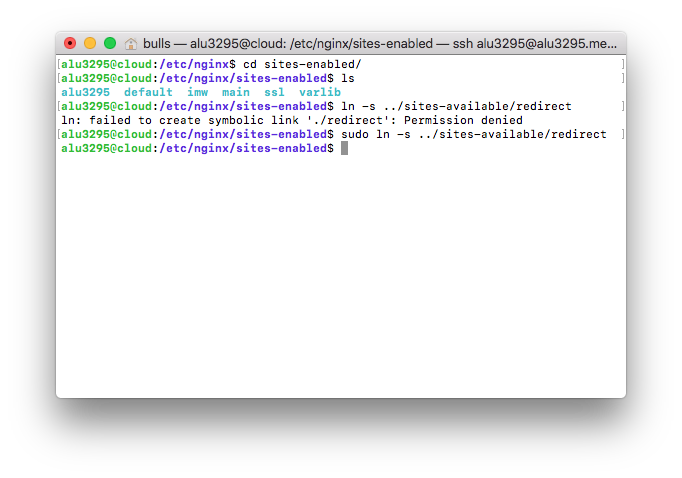 bulls — alu3295@cloud: /etc/nginx/sites-enabled — ssh alu3295@alu3295.me...
[alu3295@cloud:/etc/nginx$ cd sites-enabled/ ]
[alu3295@cloud:/etc/nginx/sites-enabled$ ls ]
alu3295  default  imw  main  ssl  varlib
[alu3295@cloud:/etc/nginx/sites-enabled$ ln -s ../sites-available/redirect ]
ln: failed to create symbolic link './redirect': Permission denied
[alu3295@cloud:/etc/nginx/sites-enabled$ sudo ln -s ../sites-available/redirect ]
alu3295@cloud:/etc/nginx/sites-enabled$